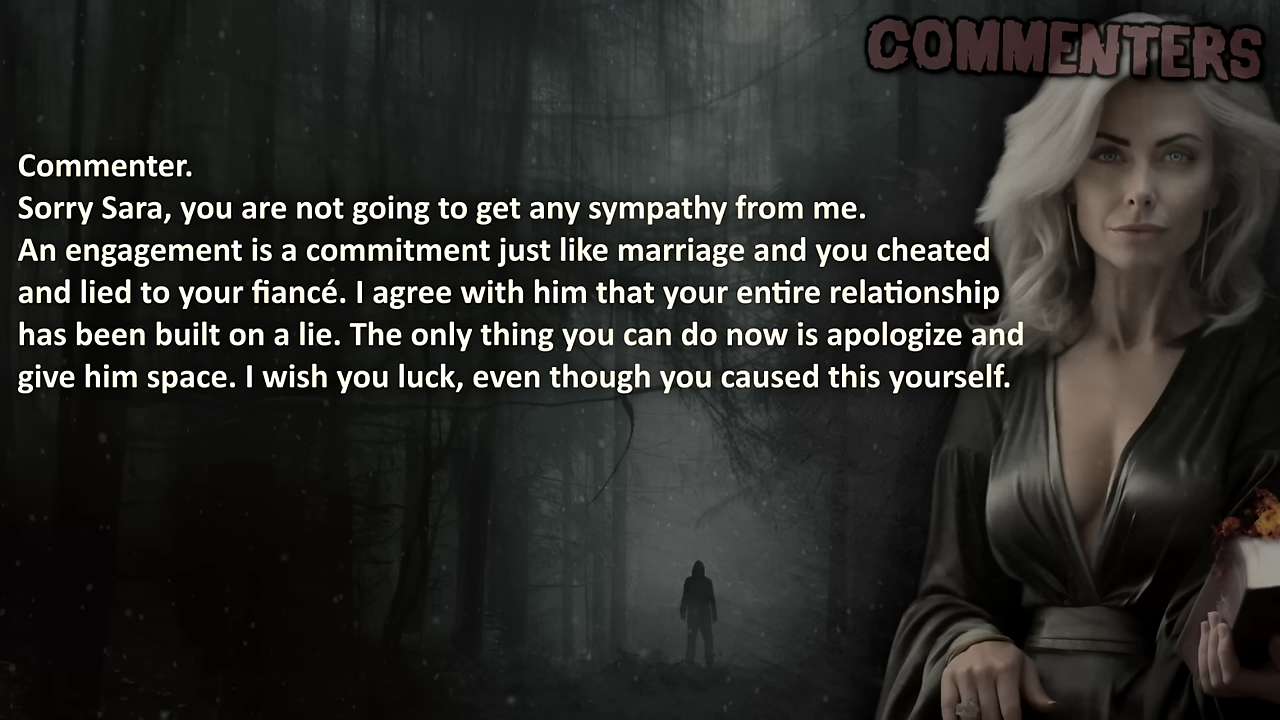 COMMENTERS
Commenter.
Sorry Sara, you are not going to get any sympathy from me.
An engagement is a commitment just like marriage and you cheated
and lied to your fiancé. I agree with him that your entire relationship
has been built on a lie. The only thing you can do now is apologize and
give him space. I wish you luck, even though you caused this yourself.